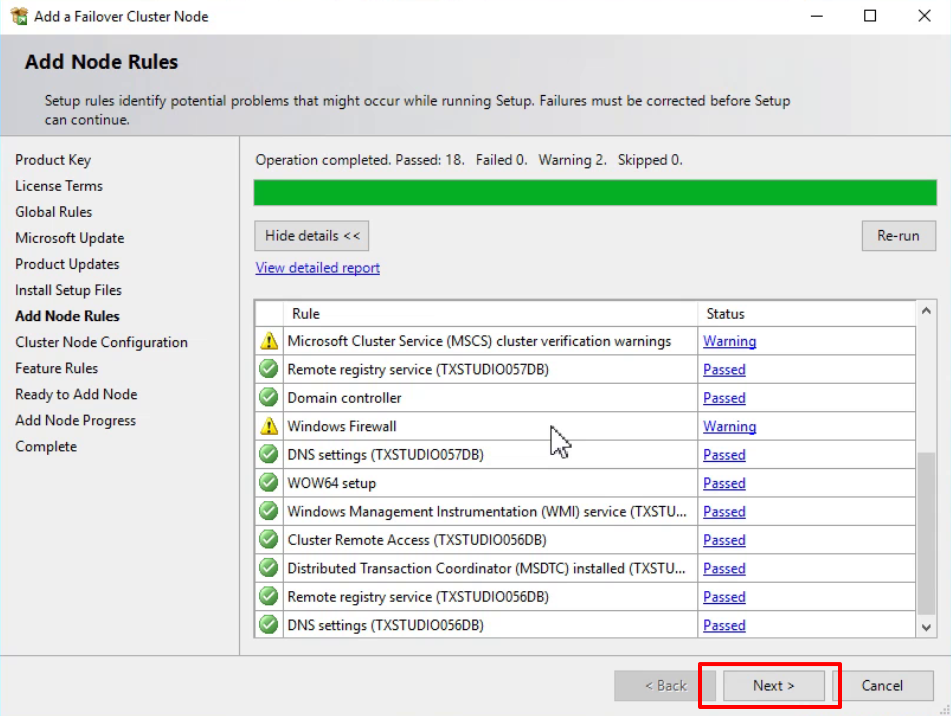 Add a Failover Cluster Node
Add Node Rules
Setup rules identify potential problems that might occur while running Setup. Failures must be corrected before Setup
can continue.
Product Key
License Terms
Global Rules
Microsoft Update
Product Updates
Install Setup Files
Add Node Rules
Cluster Node Configuration
Feature Rules
Ready to Add Node
Add Node Progress
Complete
Operation completed. Passed: 18. Failed 0. Warning 2. Skipped 0.
Hide details <<
Re-run
View detailed report
Rule Status
Microsoft Cluster Service (MSCS) cluster verification warnings Warning
Remote registry service (TXSTUDIO057DB) Passed
Domain controller Passed
Windows Firewall Warning
DNS settings (TXSTUDIO057DB) Passed
WOW64 setup Passed
Windows Management Instrumentation (WMI) service (TXSTU... Passed
Cluster Remote Access (TXSTUDIO056DB) Passed
Distributed Transaction Coordinator (MSDTC) installed (TXSTU... Passed
Remote registry service (TXSTUDIO056DB) Passed
DNS settings (TXSTUDIO056DB) Passed
< Back Next > Cancel